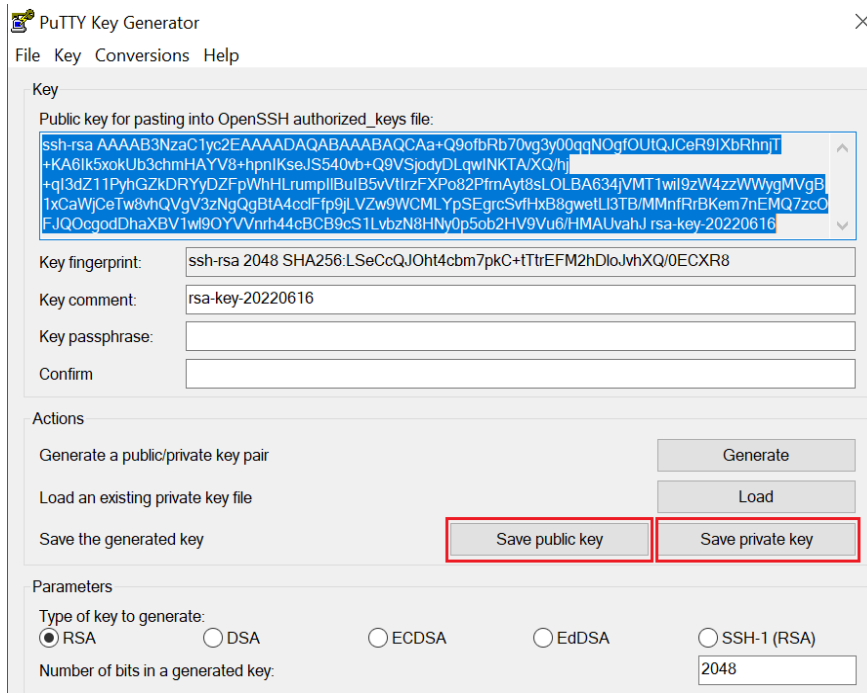 PuTTY Key Generator
File Key Conversions Help
Key
Public key for pasting into OpenSSH authorized_keys file:
ssh-rsa AAAAB3NzaC1yc2EAAAADAQABAAABAQCAa+Q9ofbRb70vg3y00qqNOgfOUtQJCeR9IXbRhnjT
+KA6Ik5xokUb3chmHAYV8+hpnIKseJS540vb+Q9VSjodyDLqwINKTA/XQ/hj
+qI3dZ11PyhGZkDRYyDZFpWhHLrumpIlBuIB5vVtIrzFXPo82PfrnAyt8sLOLBA634jVMT1wiI9zW4zzWWygMVgB
1xCaWjCeTw8vhQVgV3zNgQgBtA4cclFfp9jLVZw9WCMLYpSEgrcSvfHxB8gwetLl3TB/MMnfRrBKem7nEMQ7zcO
FJQOcgodDhaXBV1wl9OYVVnrh44cBCB9cS1LvbzN8HNy0p5ob2HV9Vu6/HMAUvahJ rsa-key-20220616
Key fingerprint: ssh-rsa 2048 SHA256:LSeCcQJOht4cbm7pkC+tTtrEFM2hDloJvhXQ/0ECXR8
Key comment: rsa-key-20220616
Key passphrase:
Confirm
Actions
Generate a public/private key pair Generate
Load an existing private key file Load
Save the generated key Save public key Save private key
Parameters
Type of key to generate:
RSA DSA ECDSA EdDSA SSH-1 (RSA)
Number of bits in a generated key: 2048